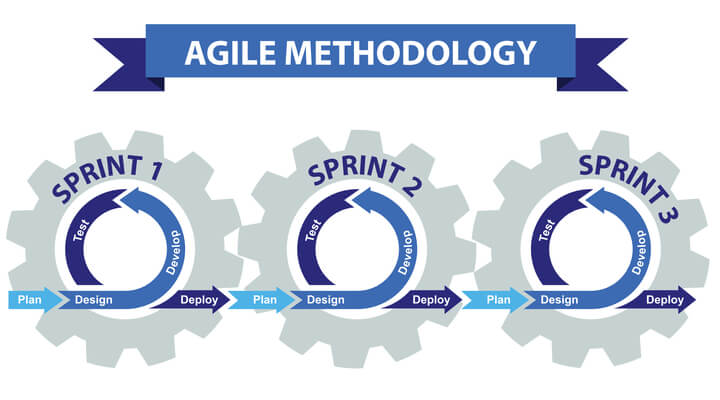 AGILE METHODOLOGY
SPRINT 1
Test
Develop
Plan
Design
Deploy
SPRINT 2
Test
Develop
Plan
Design
Deploy
SPRINT 3
Test
Develop
Plan
Design
Deploy